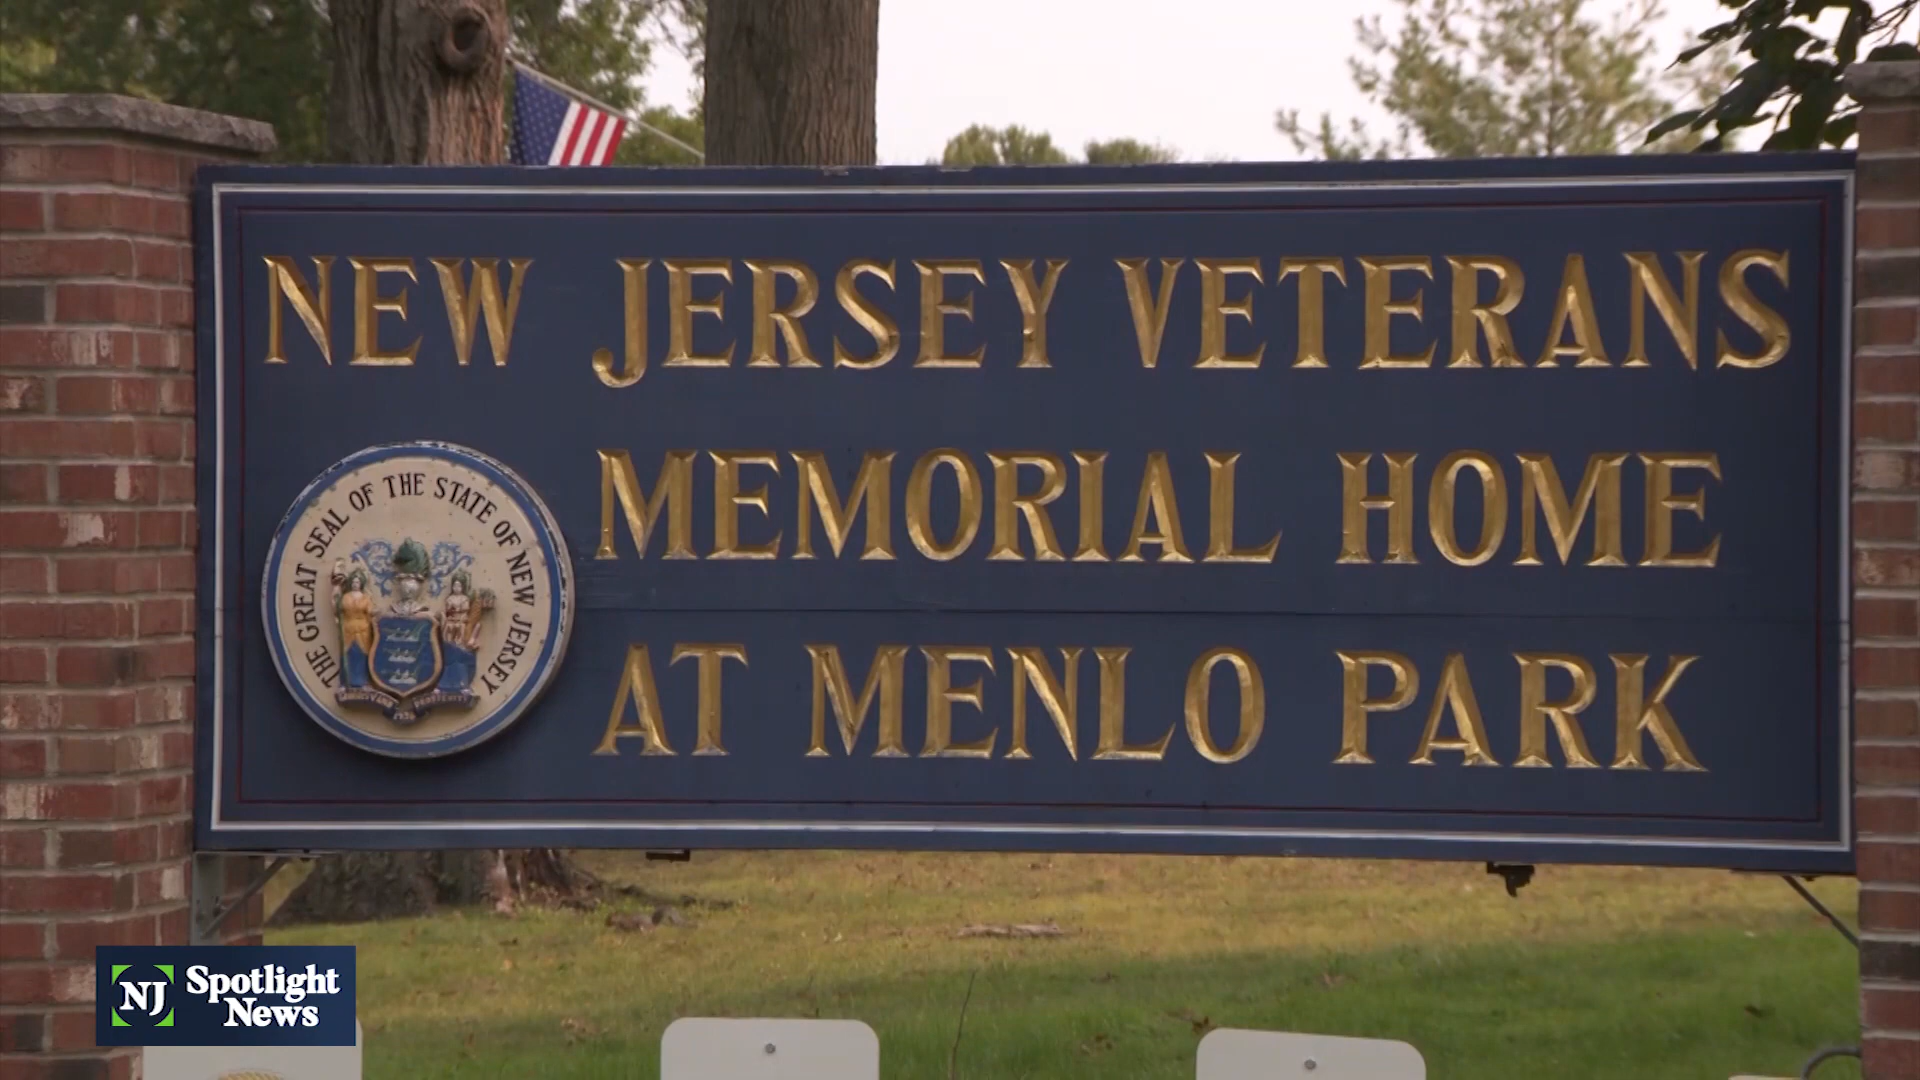 NEW JERSEY VETERANS
MEMORIAL HOME
AT MENLO PARK
THE GREAT SEAL OF THE STATE OF NEW JERSEY
NJ Spotlight
News